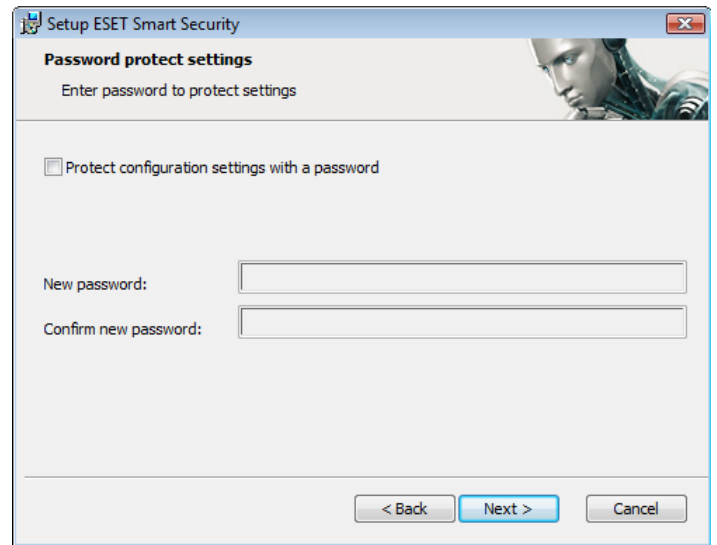 Setup ESET Smart Security
Password protect settings
Enter password to protect settings
Protect configuration settings with a password
New password:
Confirm new password:
< Back Next > Cancel